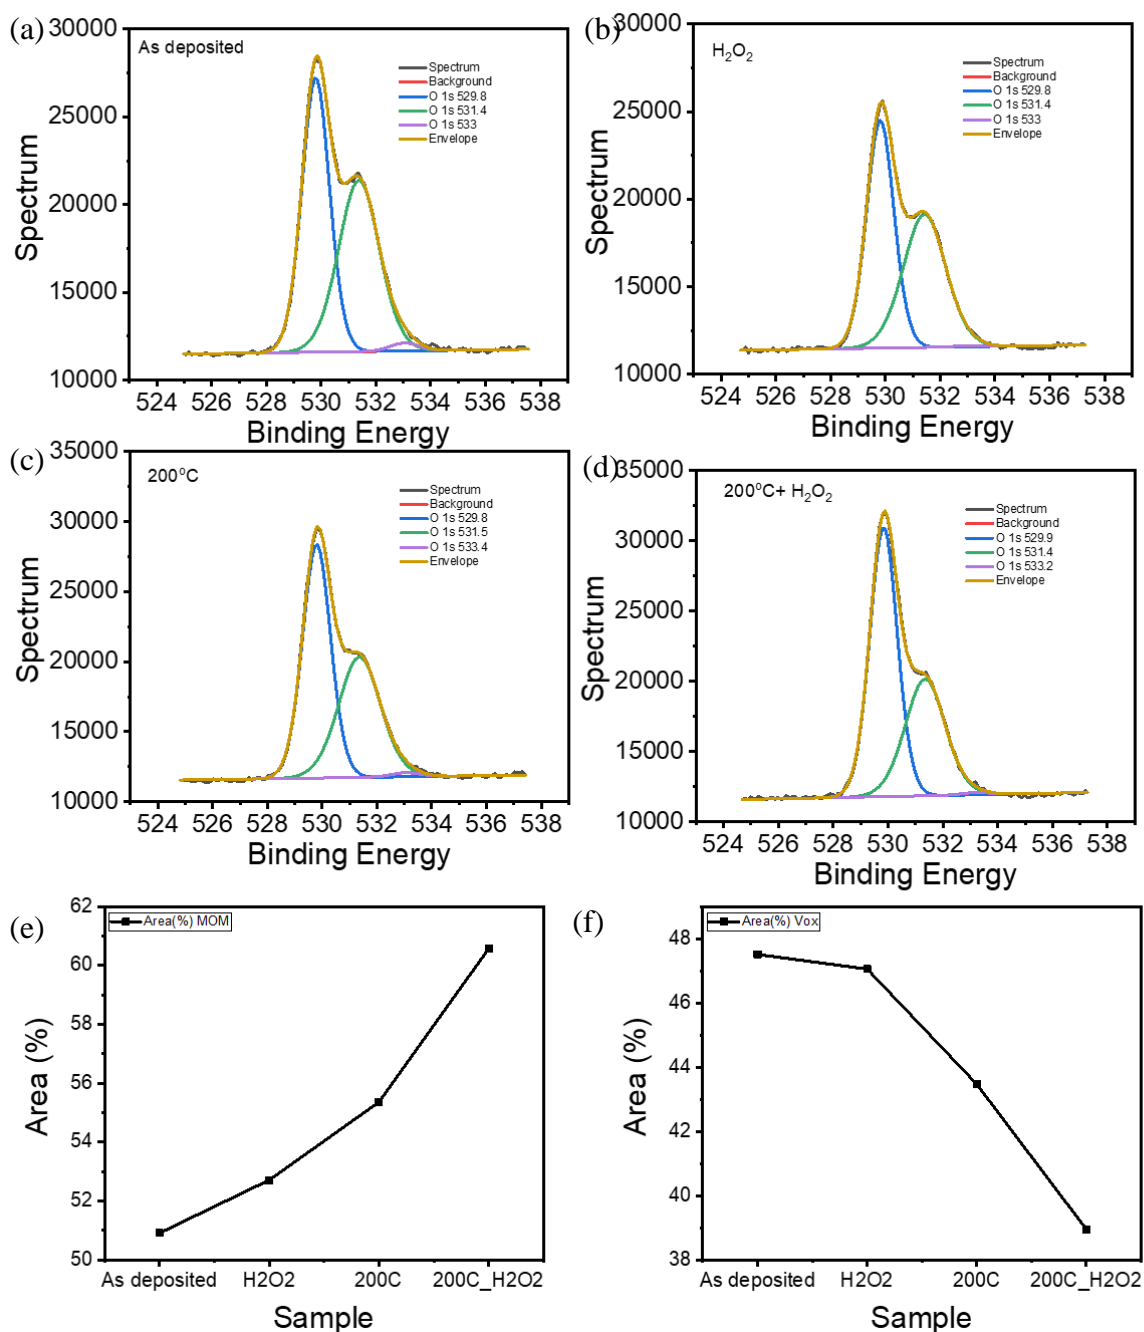 (a)
As deposited
Spectrum
Background
O 1s 529.8
O 1s 531.4
O 1s 533
Envelope
30000
25000
20000
15000
10000
Spectrum
524 526 528 530 532 534 536 538
Binding Energy
(b)
H₂O₂
Spectrum
Background
O 1s 529.8
O 1s 531.4
O 1s 533
Envelope
30000
25000
20000
15000
10000
Spectrum
524 526 528 530 532 534 536 538
Binding Energy
(c)
200⁰C
Spectrum
Background
O 1s 529.8
O 1s 531.5
O 1s 533.4
Envelope
35000
30000
25000
20000
15000
10000
Spectrum
524 526 528 530 532 534 536 538
Binding Energy
(d)
200⁰C+ H₂O₂
Spectrum
Background
O 1s 529.9
O 1s 531.4
O 1s 533.2
Envelope
35000
30000
25000
20000
15000
10000
Spectrum
524 526 528 530 532 534 536 538
Binding Energy
(e)
Area(%) MOM
62
60
58
56
54
52
51
50
Area (%)
As deposited H2O2 200C 200C_H2O2
Sample
(f)
Area(%) Vox
48
46
44
42
40
38
Area (%)
As deposited H2O2 200C 200C_H2O2
Sample